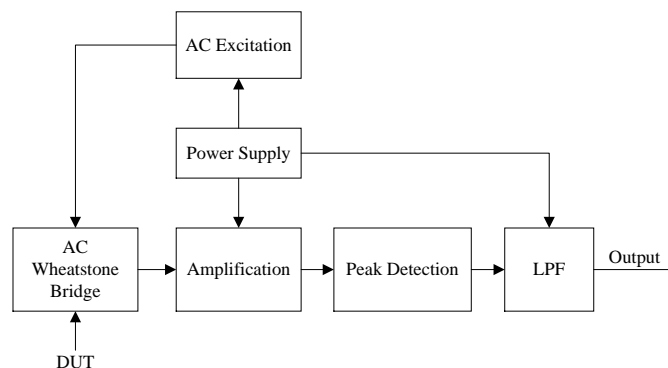 AC Excitation
Power Supply
AC
Wheatstone
Bridge
Amplification
Peak Detection
LPF
Output
DUT